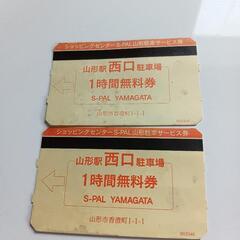 ショッピングセンターS-PAL山形駐車サービス券
山形駅西口駐車場
1時間無料券
S-PAL YAMAGATA
山形市香澄町1-1-1
ショッピングセンターS-PAL山形駐車サービス券
山形駅西口駐車場
1時間無料券
S-PAL YAMAGATA
山形市香澄町1-1-1